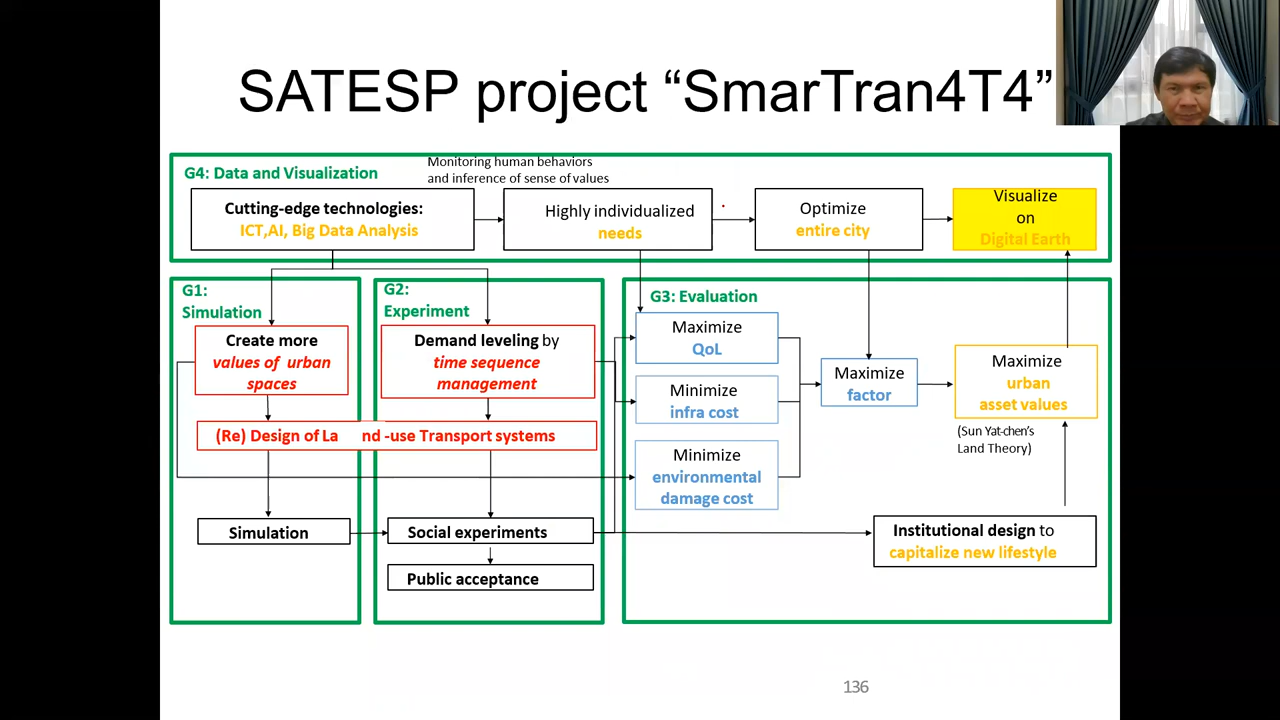 SATESP project “SmarTran4T4”
Monitoring human behaviors
and inference of sense of values
G4: Data and Visualization
Cutting-edge technologies:
ICT,AI, Big Data Analysis
Highly individualized
needs
Optimize
entire city
Visualize
on
Digital Earth
G1:
Simulation
Create more
values of urban
spaces
G2:
Experiment
Demand leveling by
time sequence
management
(Re) Design of La nd -use Transport systems
Simulation
Social experiments
Public acceptance
G3: Evaluation
Maximize
QoL
Minimize
infra cost
Minimize
environmental
damage cost
Maximize
factor
Maximize
urban
asset values
(Sun Yat-chen’s
Land Theory)
Institutional design to
capitalize new lifestyle
136